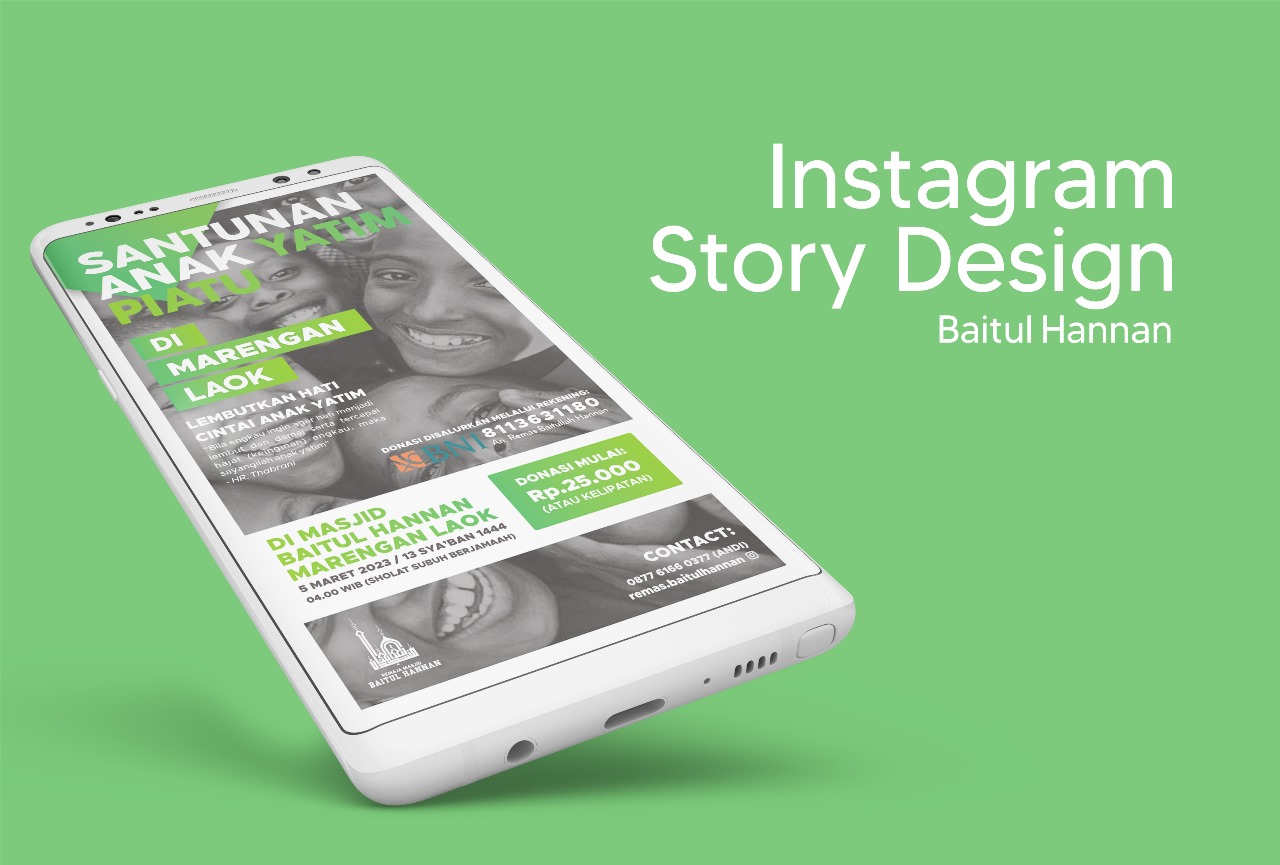 Instagram
Story Design
Baitul Hannan
SANTUNAN
ANAK YATIM
PIATU
DI
MARENGAN
LAOK
LEMBUTKAN HATI
CINTAI ANAK YATIM
"Bila engkau ingin agar hati menjadi
lembut dan damai serta tercapai
hajat (keinginan) engkau, maka
sayangilah anak yatim"
- HR. Thobroni
DONASI DISALURKAN MELALUI REKENING:
BNI 8113631180
An. Remas Baitullah Hannan
DONASI MULAI:
Rp.25.000
(ATAU KELIPATAN)
DI MASJID
BAITUL HANNAN
MARENGAN LAOK
5 MARET 2023 / 13 SYA'BAN 1444
04.00 WIB (SHOLAT SUBUH BERJAMAAH)
CONTACT:
0877 6166 0377 (ANDI)
remas.baitulhannan
REMAJA MASJID
BAITUL HANNAN